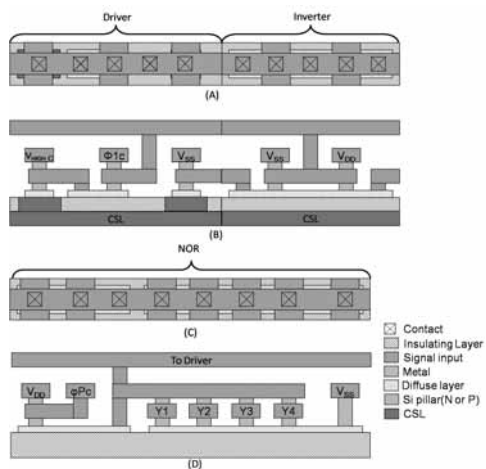 Driver Inverter
(A)
VHIGH C Φ1c VSS VSS VDD
CSL CSL
(B)
NOR
(C)
To Driver
VDD φPc Y1 Y2 Y3 Y4 VSS
(D)
Contact
Insulating Layer
Signal input
Metal
Diffuse layer
Si pillar(N or P)
CSL